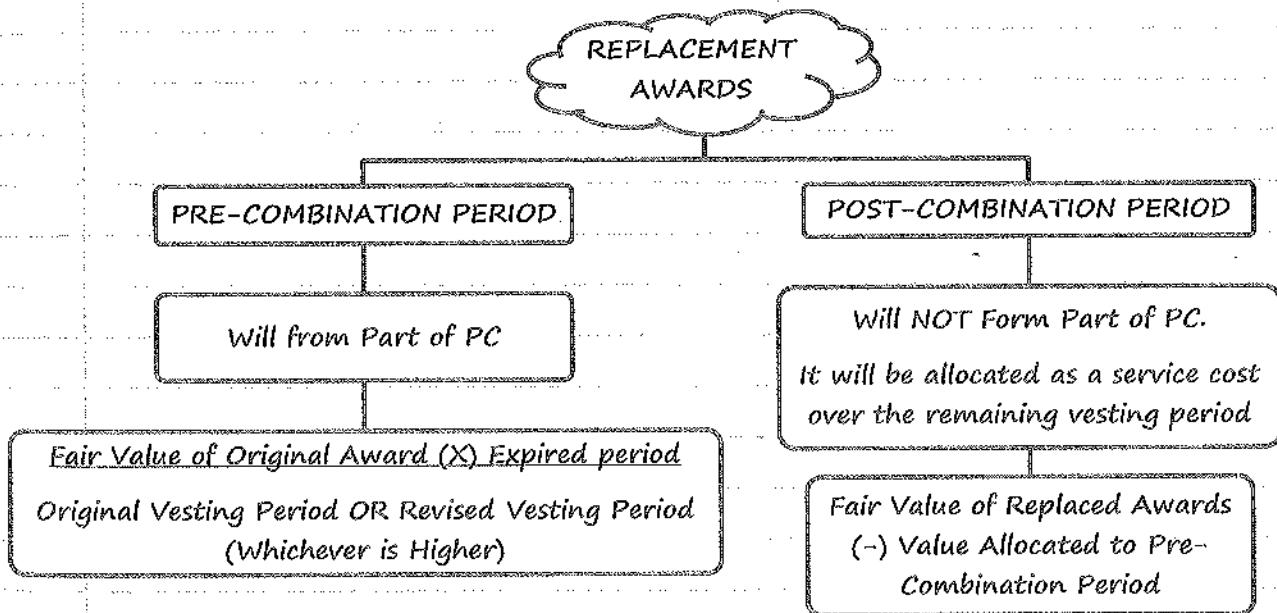 REPLACEMENT
AWARDS
PRE-COMBINATION PERIOD
Will from Part of PC
Fair Value of Original Award (X) Expired period
Original Vesting Period OR Revised Vesting Period
(Whichever is Higher)
POST-COMBINATION PERIOD
Will NOT Form Part of PC.
It will be allocated as a service cost
over the remaining vesting period
Fair Value of Replaced Awards
(-) Value Allocated to Pre-
Combination Period